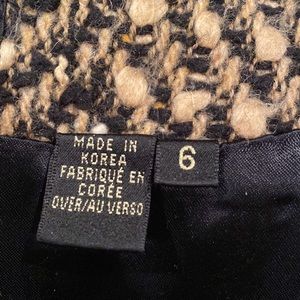 MADE IN
KOREA
FABRIQUÉ EN
CORÉE
OVER/AU VERSO
6